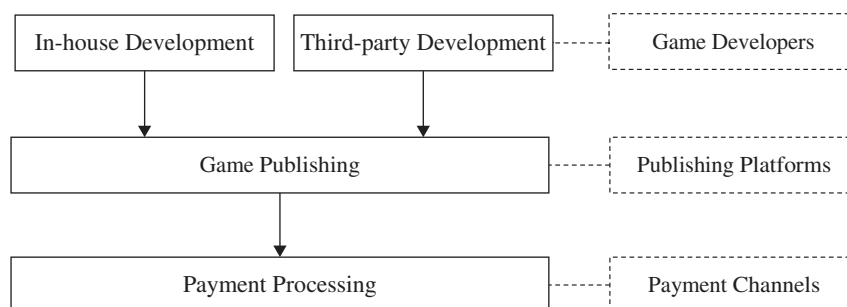 In-house Development
Third-party Development
Game Developers
Game Publishing
Publishing Platforms
Payment Processing
Payment Channels